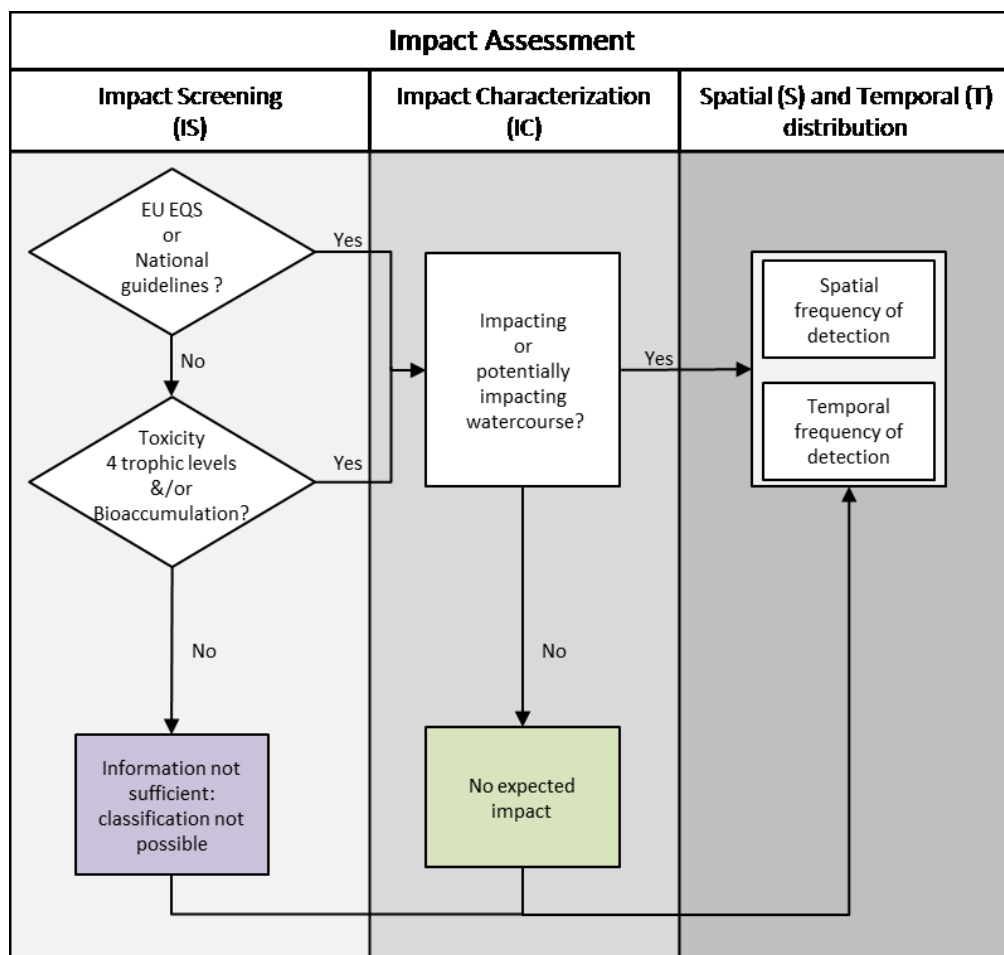 Impact Assessment
Impact Screening
(IS)
Impact Characterization
(IC)
Spatial (S) and Temporal (T)
distribution
EU EQS
or
National
guidelines ?
Yes
No
Toxicity
4 trophic levels
&/or
Bioaccumulation?
Yes
No
Information not
sufficient:
classification not
possible
Impacting
or
potentially
impacting
watercourse?
Yes
No
No expected
impact
Spatial
frequency of
detection
Temporal
frequency of
detection